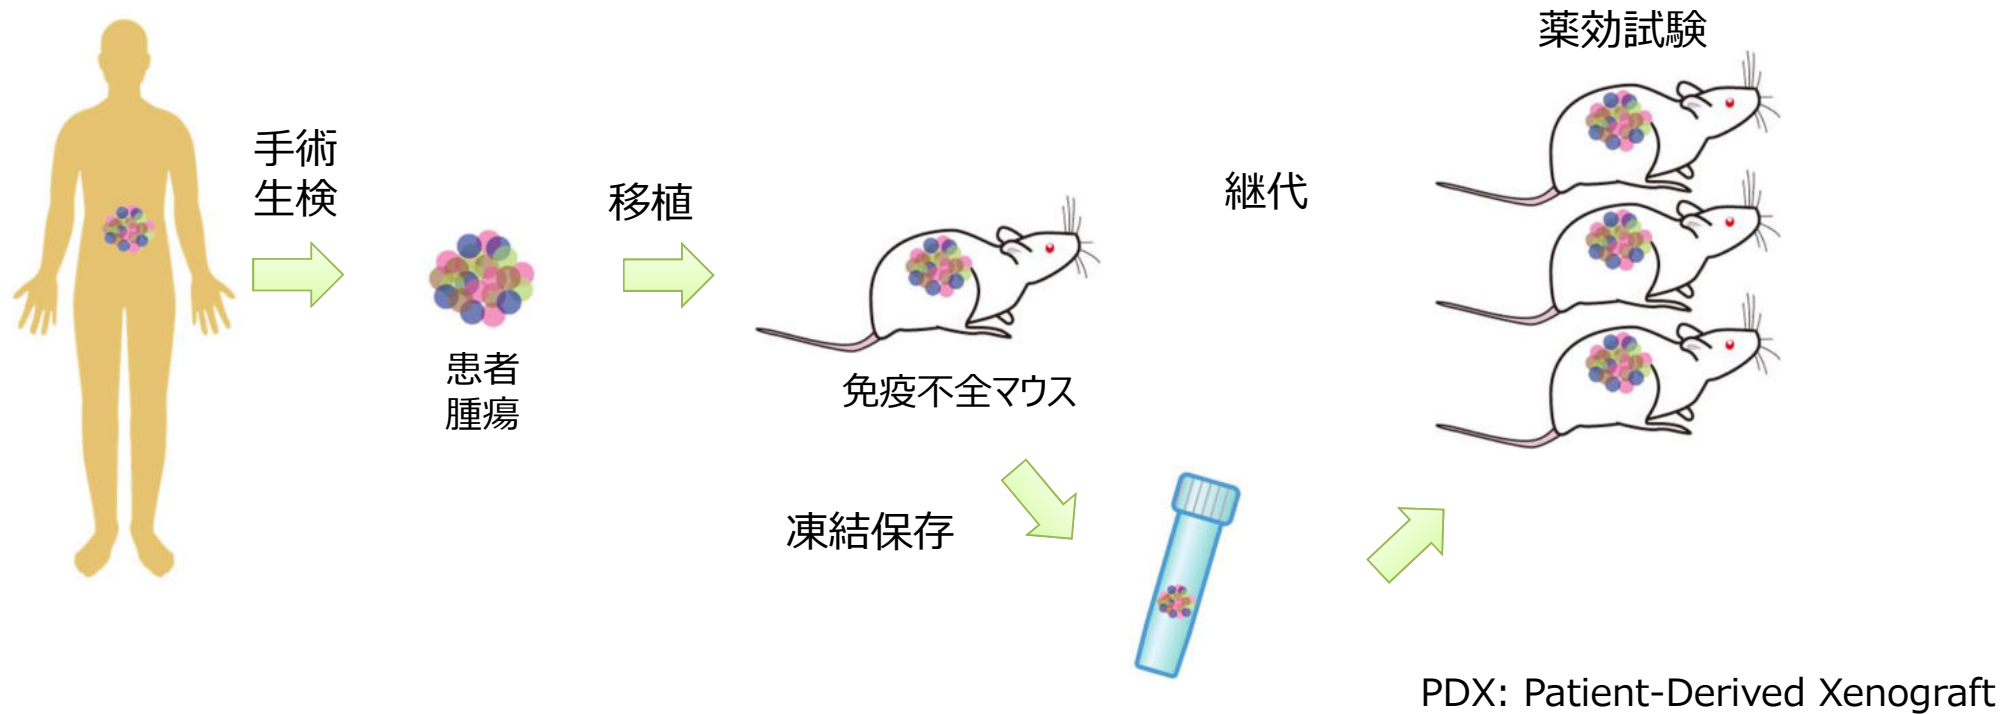 手術
生検
患者
腫瘍
移植
免疫不全マウス
凍結保存
継代
薬効試験
PDX: Patient-Derived Xenograft